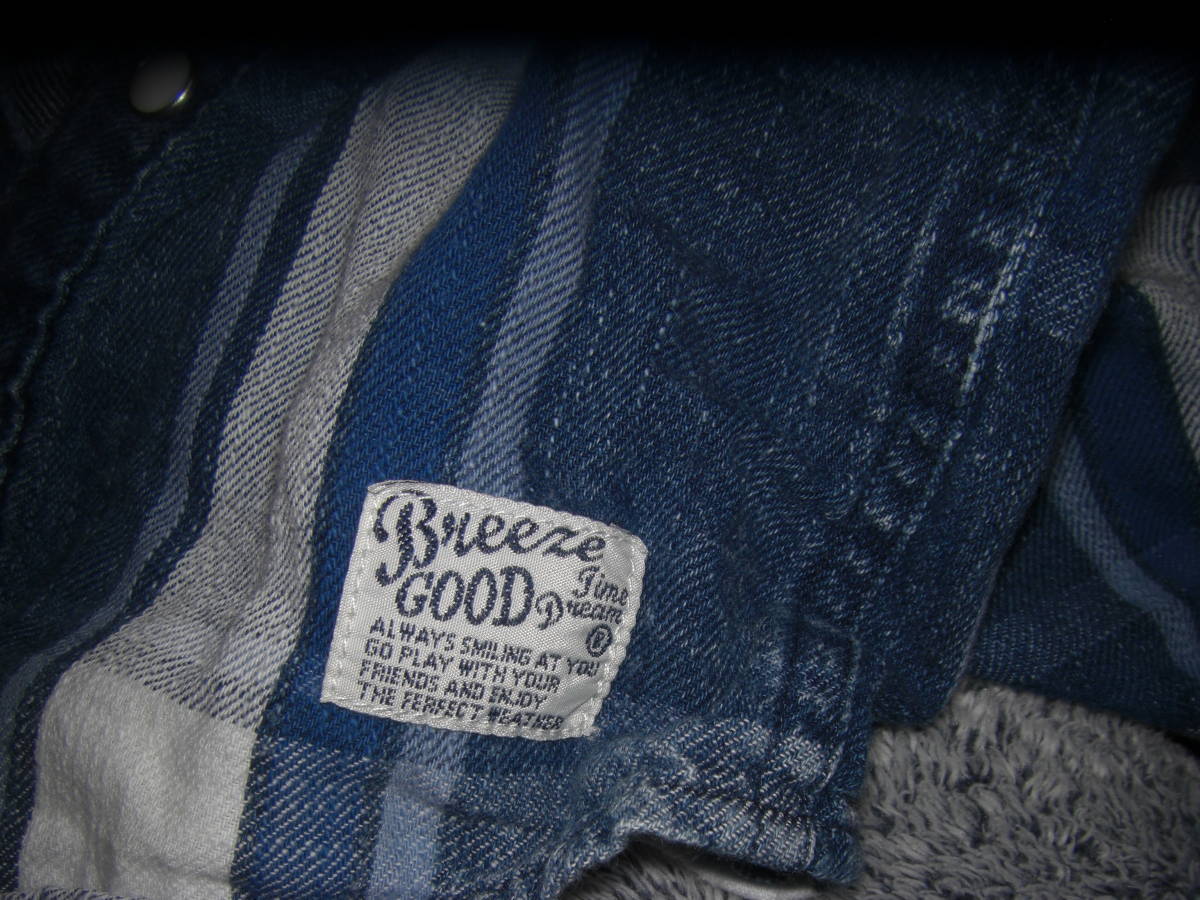 Breeze
GOOD Time Dream
®
ALWAYS SMILING AT YOU
GO PLAY WITH YOUR
FRIENDS AND ENJOY
THE PERFECT WEATHER